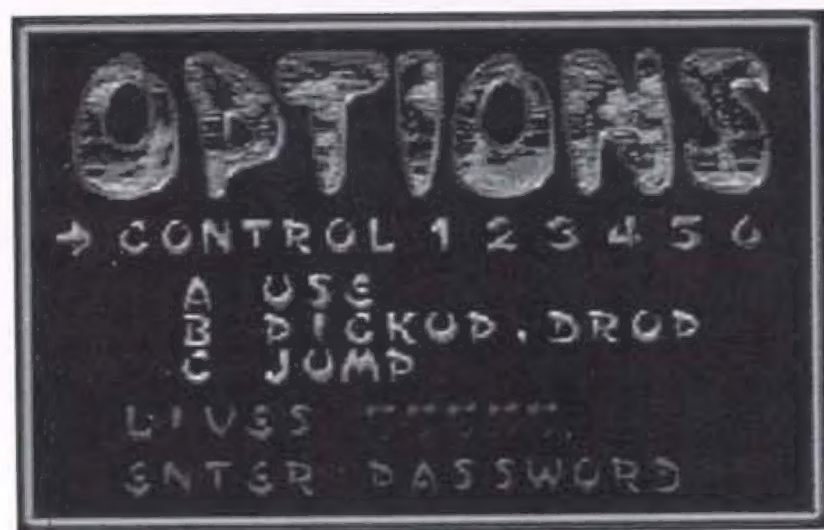 OPTIONS
→ CONTROL 1 2 3 4 5 6
A USE
B PICKUP.DROP
C JUMP
LIVES
ENTER PASSWORD